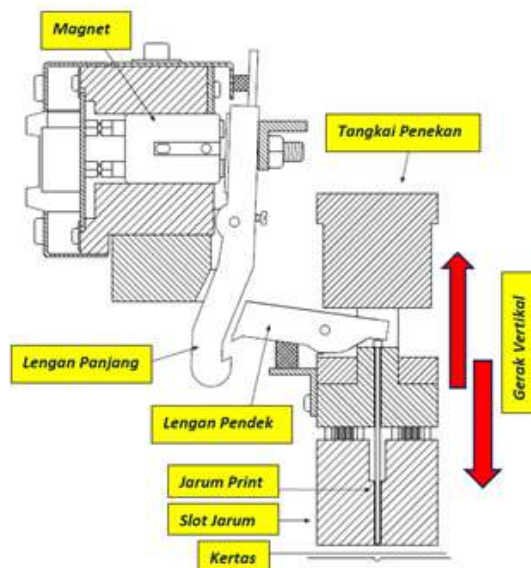 Magnet
Tangkai Penekan
Gerak Vertikal
Lengan Panjang
Lengan Pendek
Jarum Print
Slot Jarum
Kertas